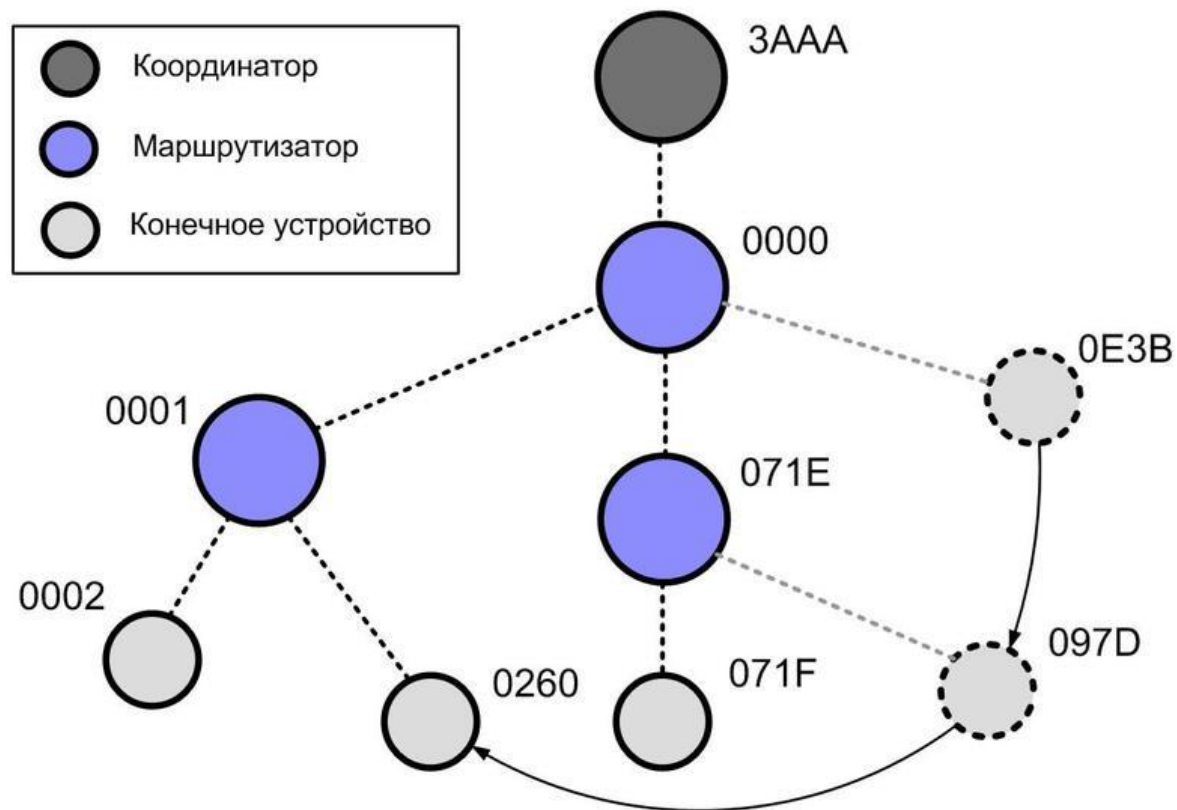 Координатор
Маршрутизатор
Конечное устройство
3AAA
0000
0E3B
0001
071E
0002
097D
0260
071F